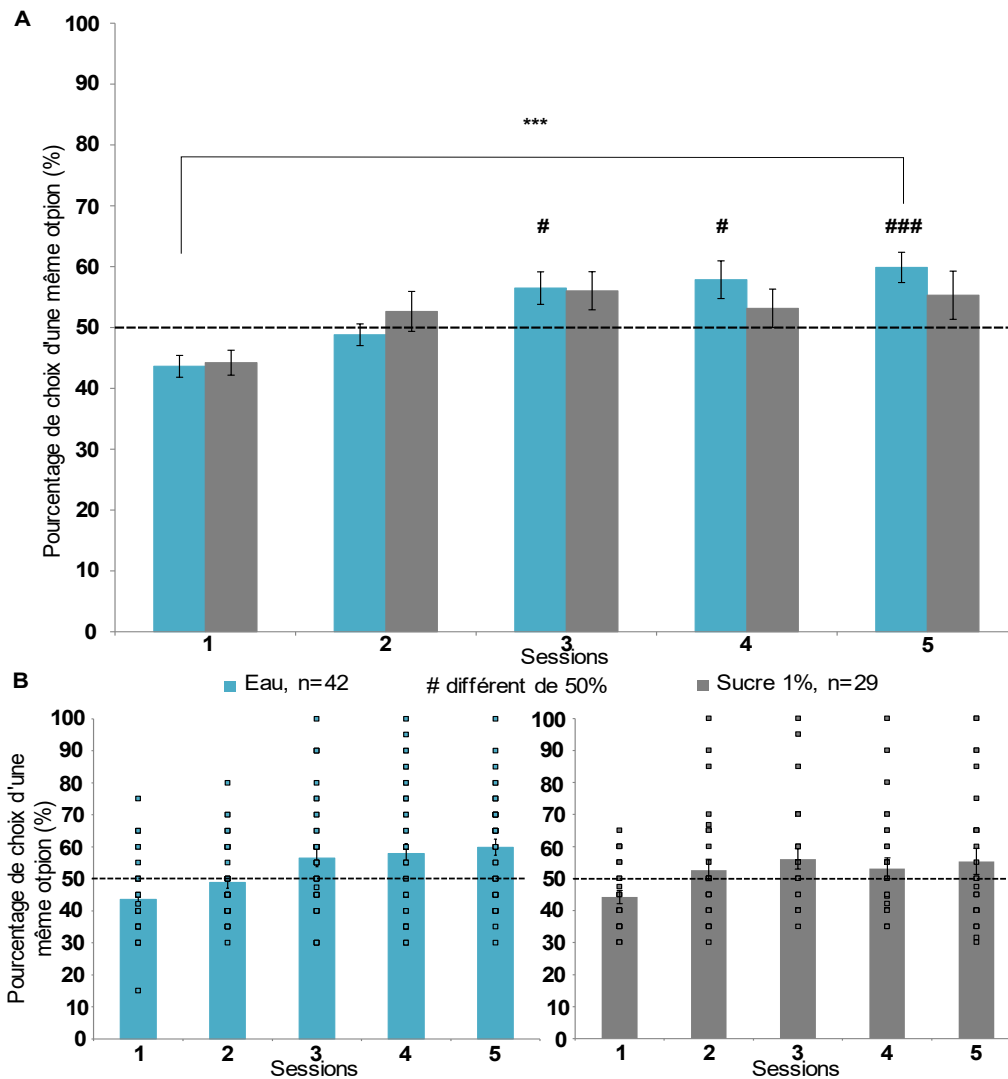 A
Pourcentage de choix d'une même otpion (%)
100
90
80
70
60
50
40
30
20
10
0
***
# # ###
1 2 3 4 5
Sessions
B
Eau, n=42 # différent de 50% Sucre 1%, n=29
Pourcentage de choix d'une
même otpion (%)
100
90
80
70
60
50
40
30
20
10
0
1 2 3 4 5
Sessions
100
90
80
70
60
50
40
30
20
10
0
1 2 3 4 5
Sessions